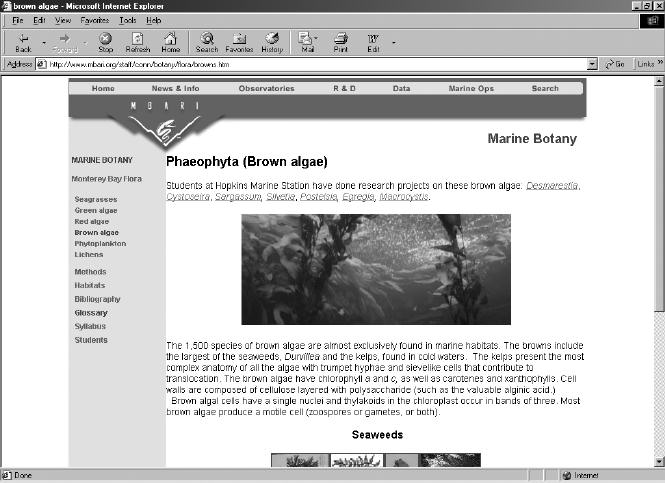 brown algae - Microsoft Internet Explorer
File Edit View Favorites Tools Help
Back Forward Stop Refresh Home Search Favorites History Mail Print Edit
Address http://www.mbari.org/staff/conn/botany/flora/browns.htm Go Links »
Home News & Info Observatories R & D Data Marine Ops Search
M B A R I
Marine Botany
MARINE BOTANY
Monterey Bay Flora
Seagrasses
Green algae
Red algae
Brown algae
Phytoplankton
Lichens
Methods
Habitats
Bibliography
Glossary
Syllabus
Students
Phaeophyta (Brown algae)
Students at Hopkins Marine Station have done research projects on these brown algae: Desmarestia,
Cystoseira, Sargassum, Silvetia, Postelsia, Egregia, Macrocystis.
The 1,500 species of brown algae are almost exclusively found in marine habitats. The browns include
the largest of the seaweeds, Durvillea and the kelps, found in cold waters. The kelps present the most
complex anatomy of all the algae with trumpet hyphae and sievelike cells that contribute to
translocation. The brown algae have chlorophyll a and c, as well as carotenes and xanthophylls. Cell
walls are composed of cellulose layered with polysaccharide (such as the valuable alginic acid.)
Brown algal cells have a single nuclei and thylakoids in the chloroplast occur in bands of three. Most
brown algae produce a motile cell (zoospores or gametes, or both).
Seaweeds
Done Internet